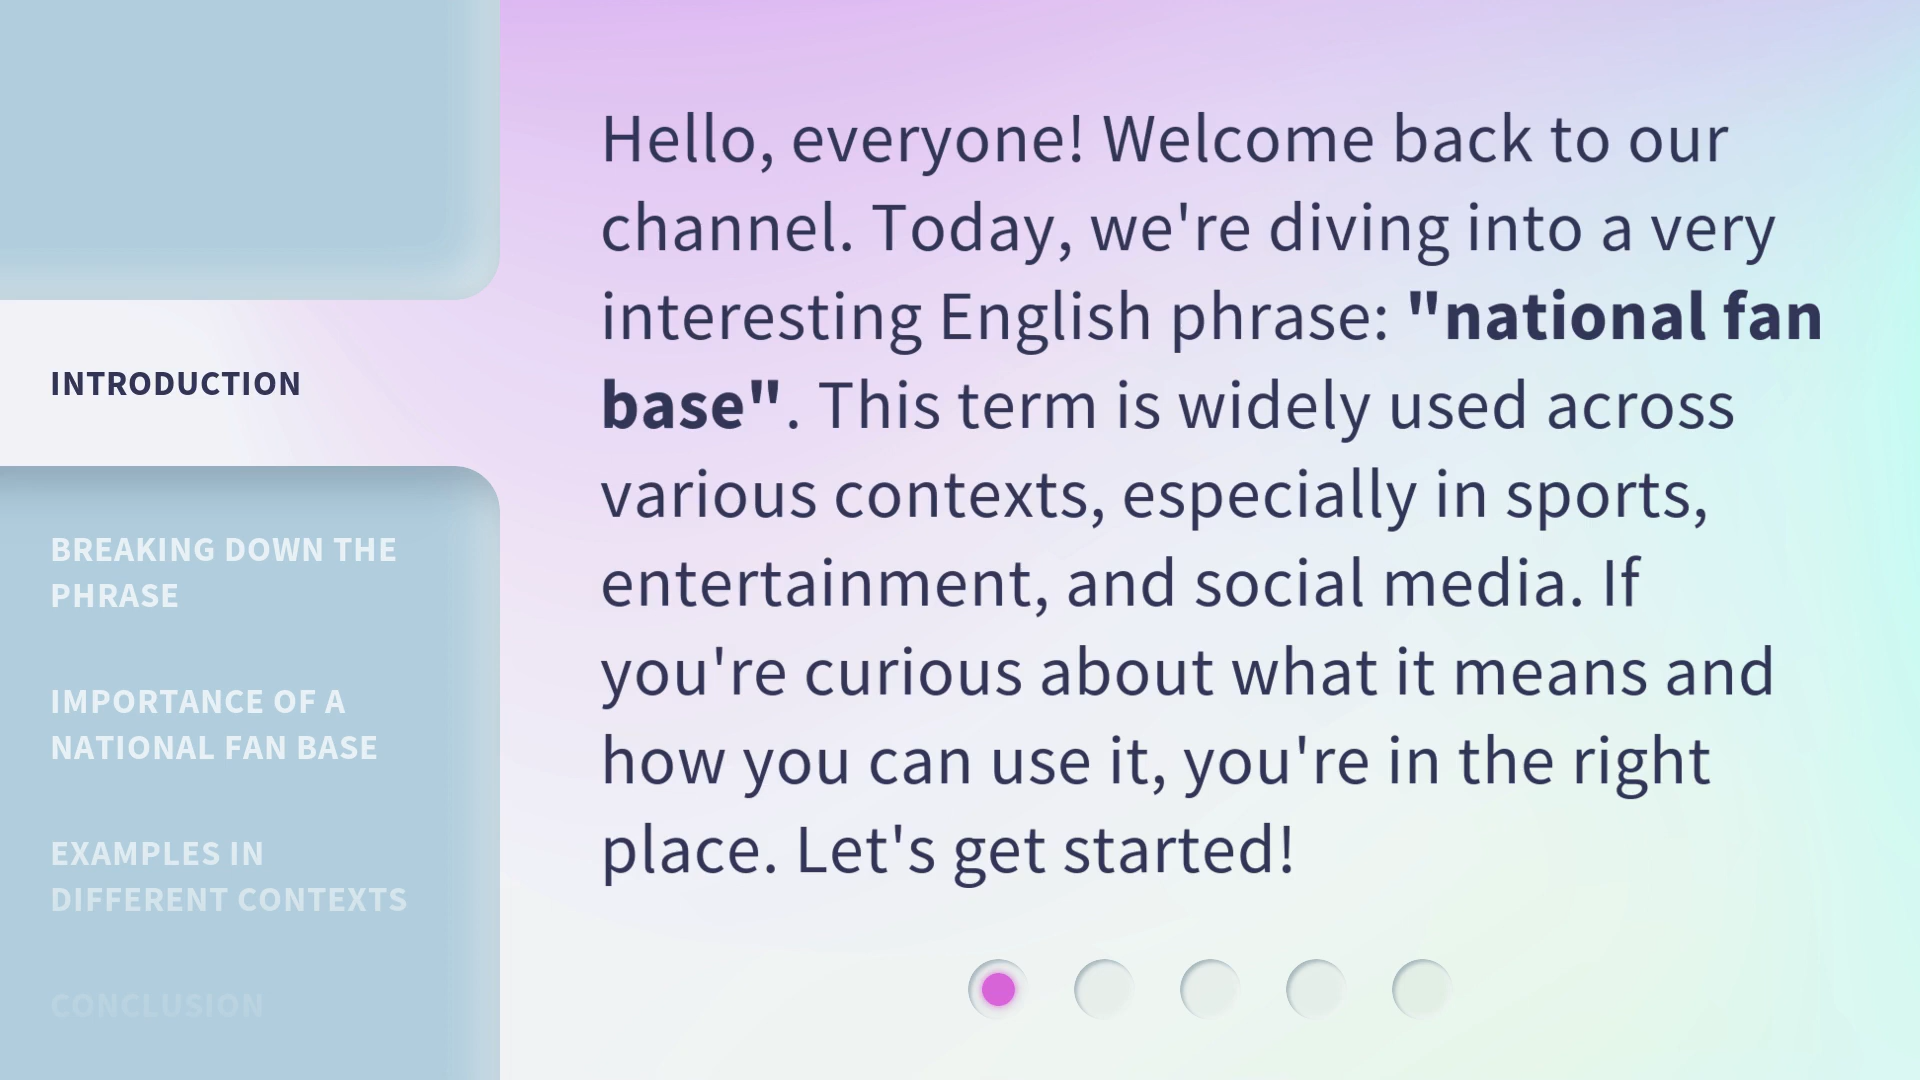 INTRODUCTION
BREAKING DOWN THE
PHRASE
IMPORTANCE OF A
NATIONAL FAN BASE
EXAMPLES IN
DIFFERENT CONTEXTS
CONCLUSION
Hello, everyone! Welcome back to our
channel. Today, we're diving into a very
interesting English phrase: "national fan
base". This term is widely used across
various contexts, especially in sports,
entertainment, and social media. If
you're curious about what it means and
how you can use it, you're in the right
place. Let's get started!